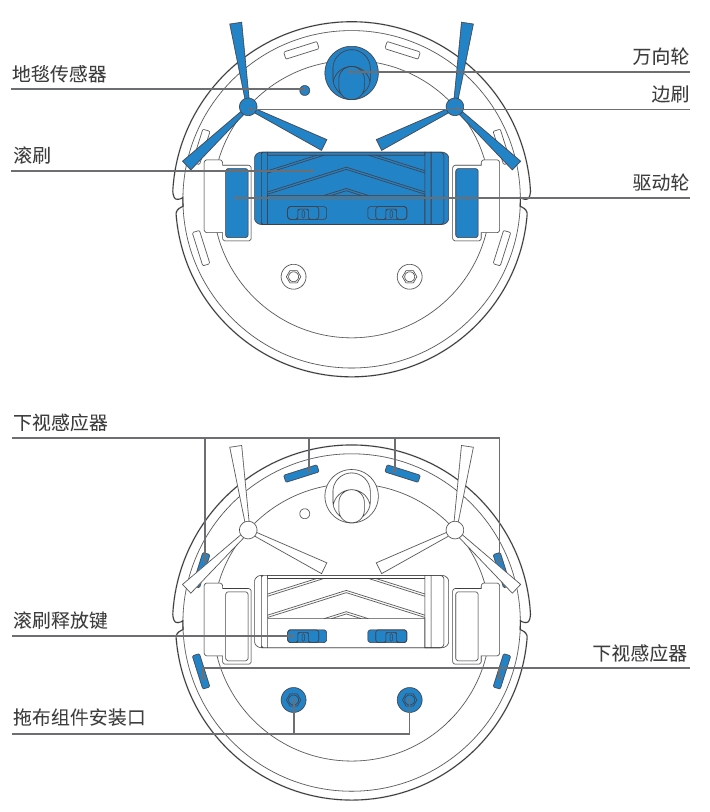 万向轮
地毯传感器
边刷
滚刷
驱动轮
下视感应器
滚刷释放键
下视感应器
拖布组件安装口